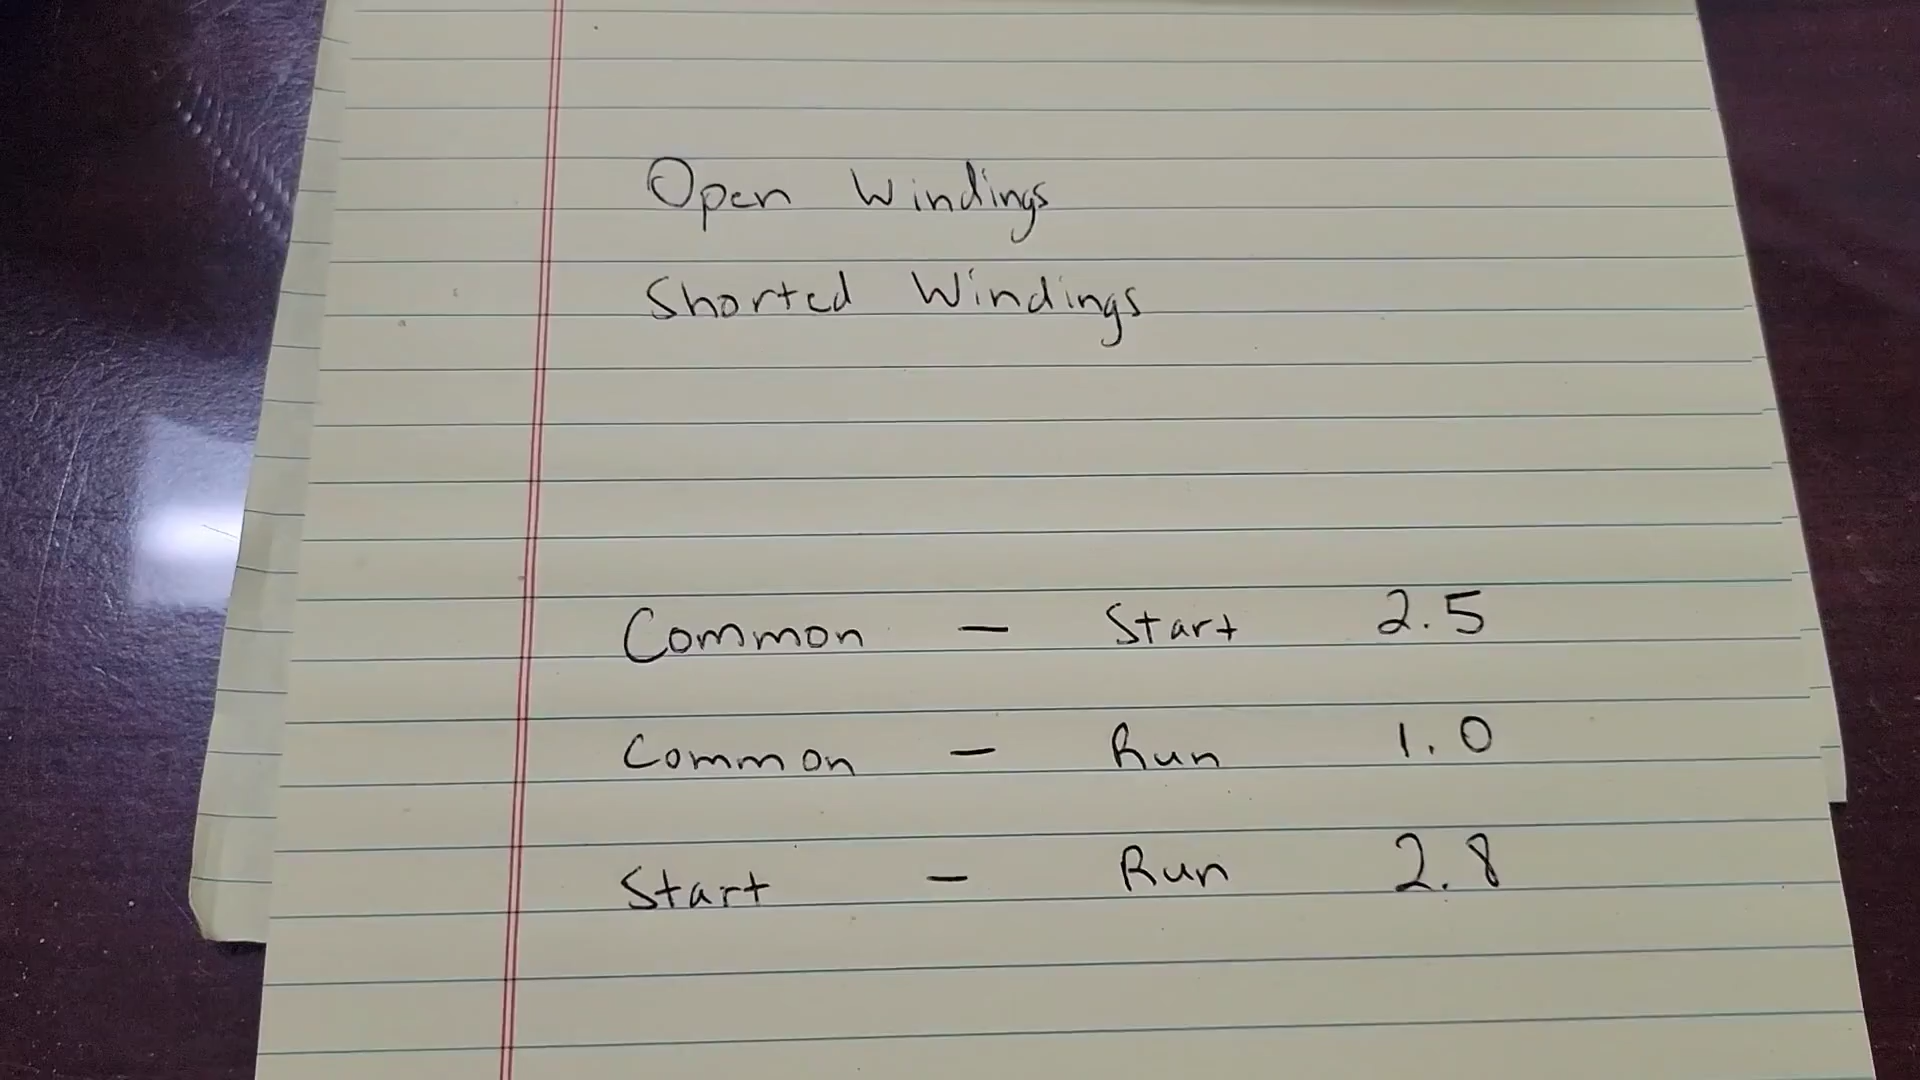 Open Windings
Shorted Windings
Common - Start 2.5
Common - Run 1.0
Start - Run 2.8